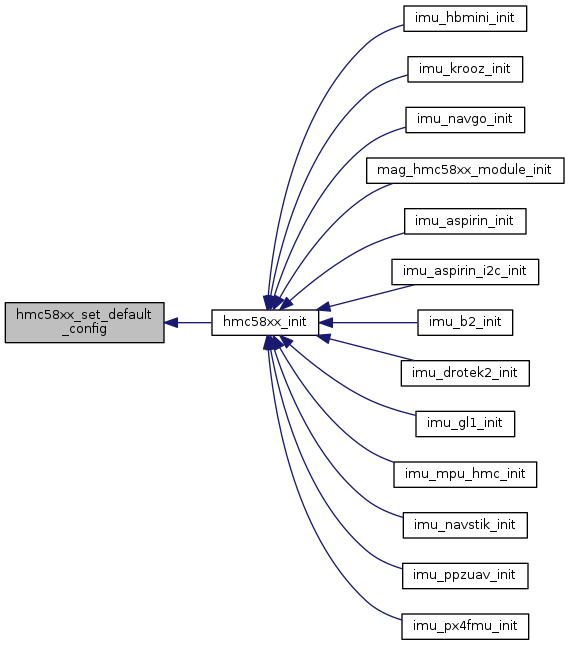 imu_hbmini_init
imu_krooz_init
imu_navgo_init
mag_hmc58xx_module_init
imu_aspirin_init
imu_aspirin_i2c_init
hmc58xx_set_default
_config
hmc58xx_init
imu_b2_init
imu_drotek2_init
imu_gl1_init
imu_mpu_hmc_init
imu_navstik_init
imu_ppzuav_init
imu_px4fmu_init